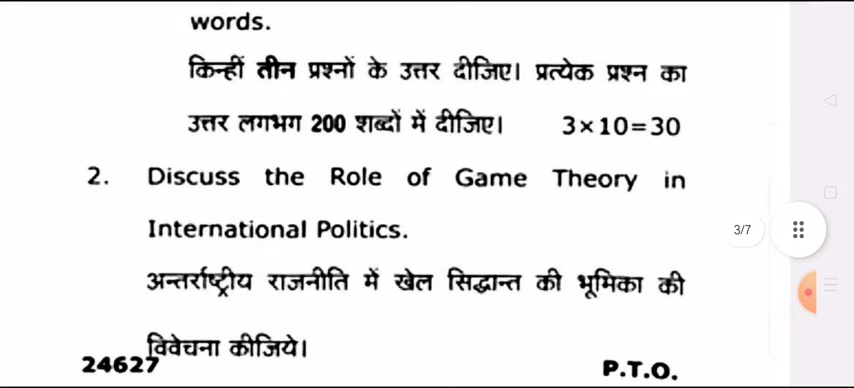 words.
किन्हीं तीन प्रश्नों के उत्तर दीजिए। प्रत्येक प्रश्न का
उत्तर लगभग 200 शब्दों में दीजिए। 3×10=30
2. Discuss the Role of Game Theory in
International Politics.
3/7
अन्तर्राष्ट्रीय राजनीति में खेल सिद्धान्त की भूमिका की
विवेचना कीजिये।
24627 P.T.O.